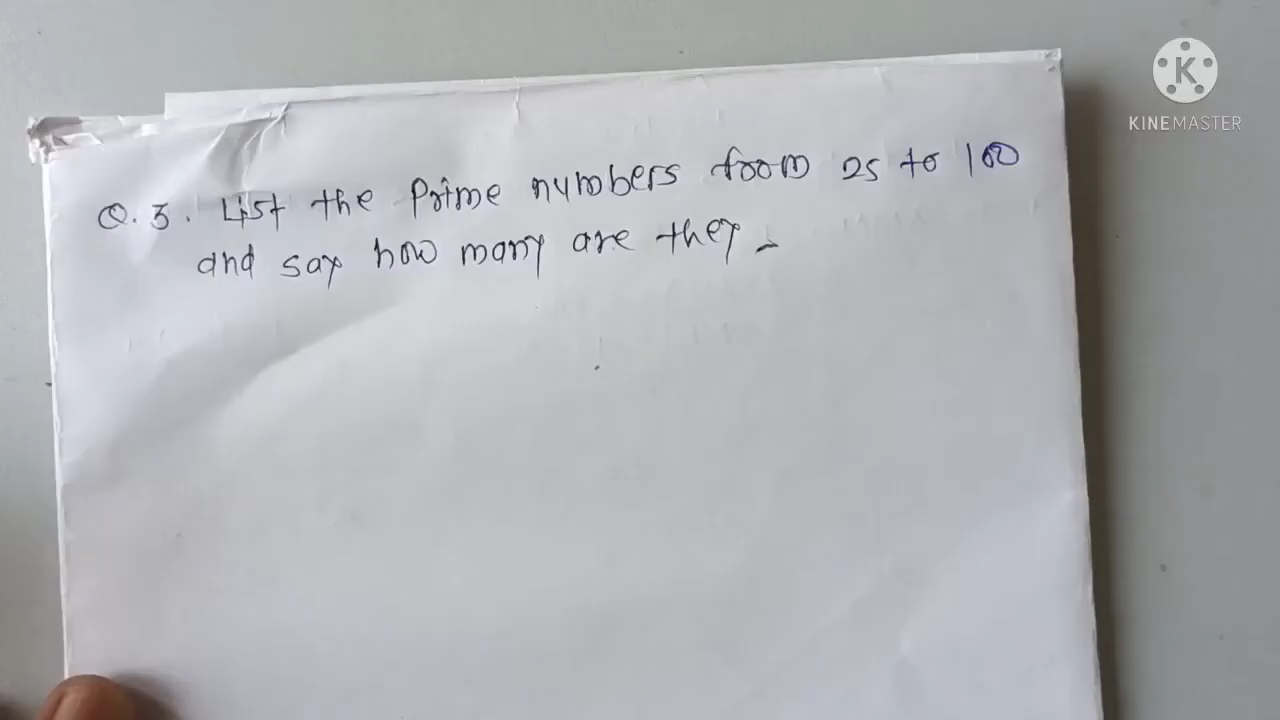 KINEMASTER
Q. 3. List the Prime numbers from 25 to 100
and say how many are they.